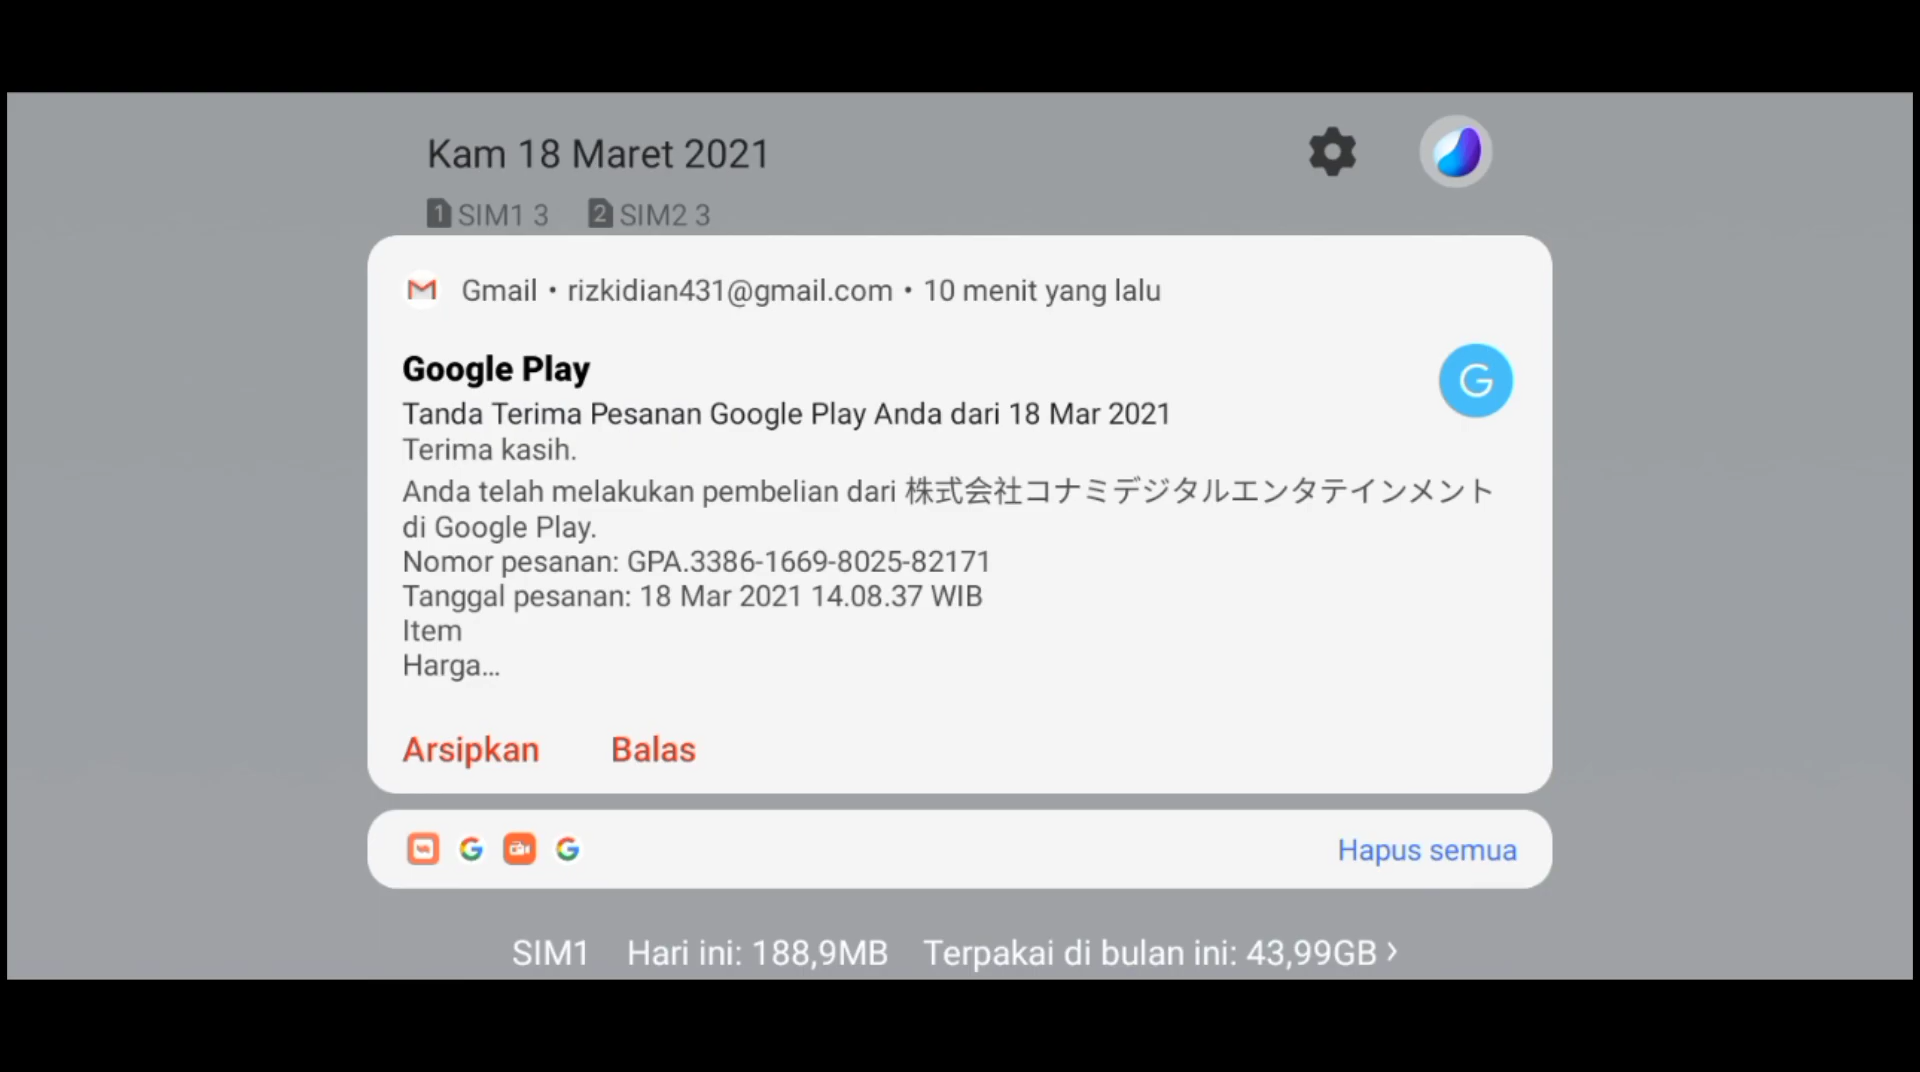 Kam 18 Maret 2021
1 SIM1 3 2 SIM2 3
Gmail • rizkidian431@gmail.com • 10 menit yang lalu
Google Play
G
Tanda Terima Pesanan Google Play Anda dari 18 Mar 2021
Terima kasih.
Anda telah melakukan pembelian dari 株式会社コナミデジタルエンタテインメント
di Google Play.
Nomor pesanan: GPA.3386-1669-8025-82171
Tanggal pesanan: 18 Mar 2021 14.08.37 WIB
Item
Harga...
Arsipkan Balas
Hapus semua
SIM1 Hari ini: 188,9MB Terpakai di bulan ini: 43,99GB ›